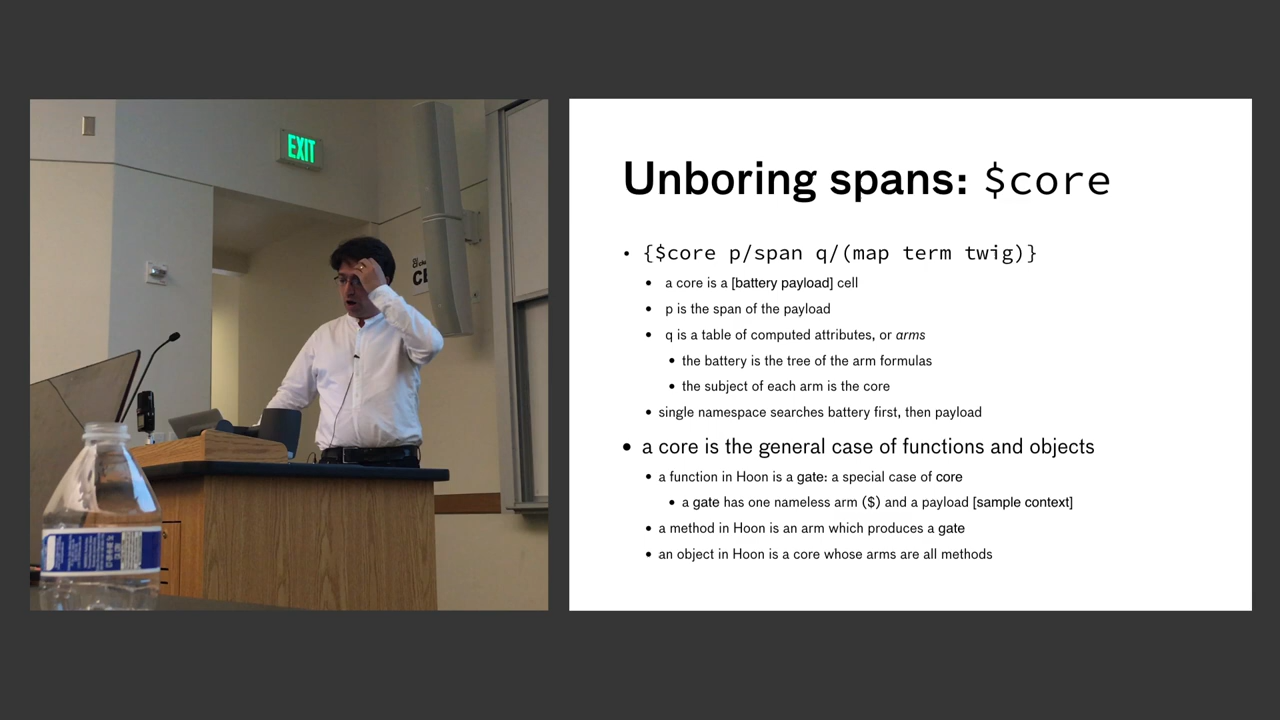 EXIT
Unboring spans: $core
• {$core p/span q/(map term twig)}
• a core is a [battery payload] cell
• p is the span of the payload
• q is a table of computed attributes, or arms
• the battery is the tree of the arm formulas
• the subject of each arm is the core
• single namespace searches battery first, then payload
• a core is the general case of functions and objects
• a function in Hoon is a gate: a special case of core
• a gate has one nameless arm ($) and a payload [sample context]
• a method in Hoon is an arm which produces a gate
• an object in Hoon is a core whose arms are all methods